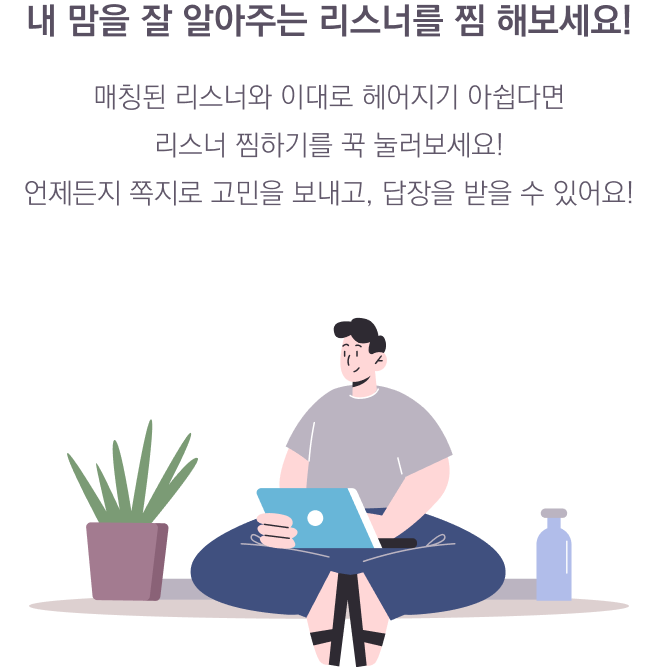 내 맘을 잘 알아주는 리스너를 찜 해보세요!
매칭된 리스너와 이대로 헤어지기 아쉽다면
리스너 찜하기를 꾹 눌러보세요!
언제든지 쪽지로 고민을 보내고, 답장을 받을 수 있어요!